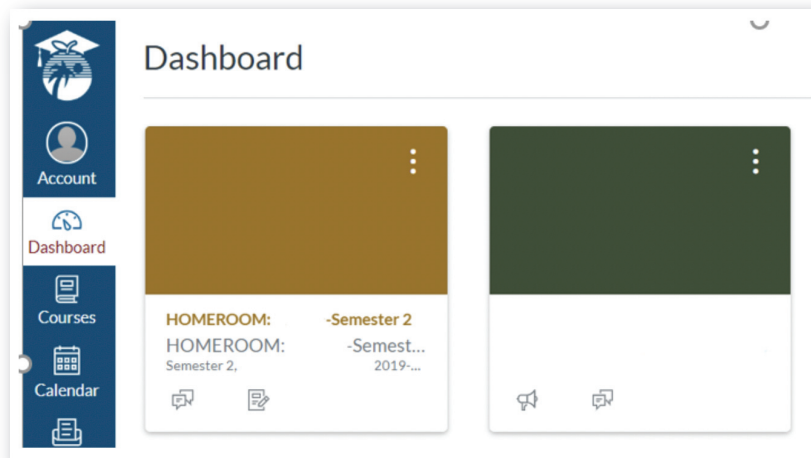 Dashboard
Account
Dashboard
Courses
Calendar
HOMEROOM: -Semester 2
HOMEROOM: -Semest...
Semester 2, 2019-...